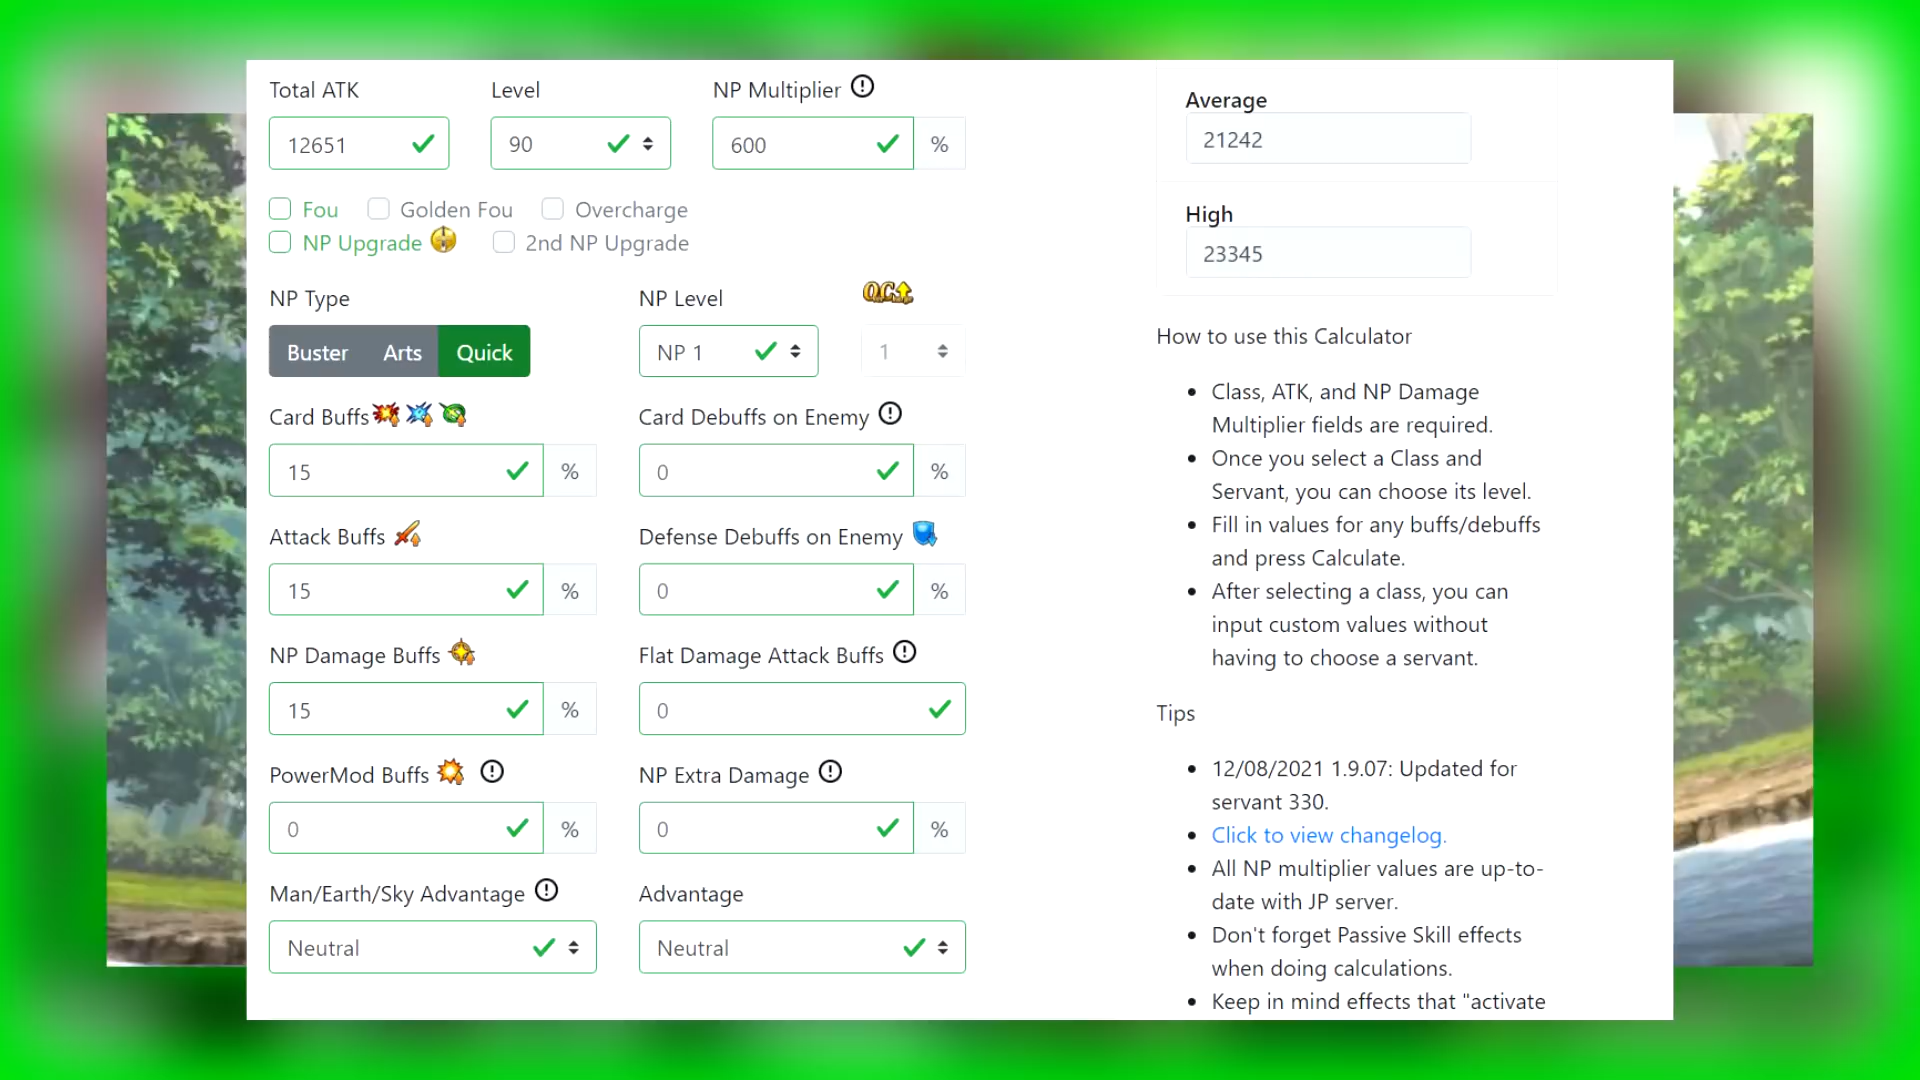 Total ATK
Level
NP Multiplier
12651
90
600
%
Fou
Golden Fou
Overcharge
NP Upgrade
2nd NP Upgrade
NP Type
NP Level
Buster
Arts
Quick
NP 1
1
Card Buffs
Card Debuffs on Enemy
15
%
0
%
Attack Buffs
Defense Debuffs on Enemy
15
%
0
%
NP Damage Buffs
Flat Damage Attack Buffs
15
%
0
PowerMod Buffs
NP Extra Damage
0
%
0
%
Man/Earth/Sky Advantage
Advantage
Neutral
Neutral
Average
21242
High
23345
How to use this Calculator
• Class, ATK, and NP Damage
Multiplier fields are required.
• Once you select a Class and
Servant, you can choose its level.
• Fill in values for any buffs/debuffs
and press Calculate.
• After selecting a class, you can
input custom values without
having to choose a servant.
Tips
• 12/08/2021 1.9.07: Updated for
servant 330.
• Click to view changelog.
• All NP multiplier values are up-to-
date with JP server.
• Don't forget Passive Skill effects
when doing calculations.
• Keep in mind effects that "activate